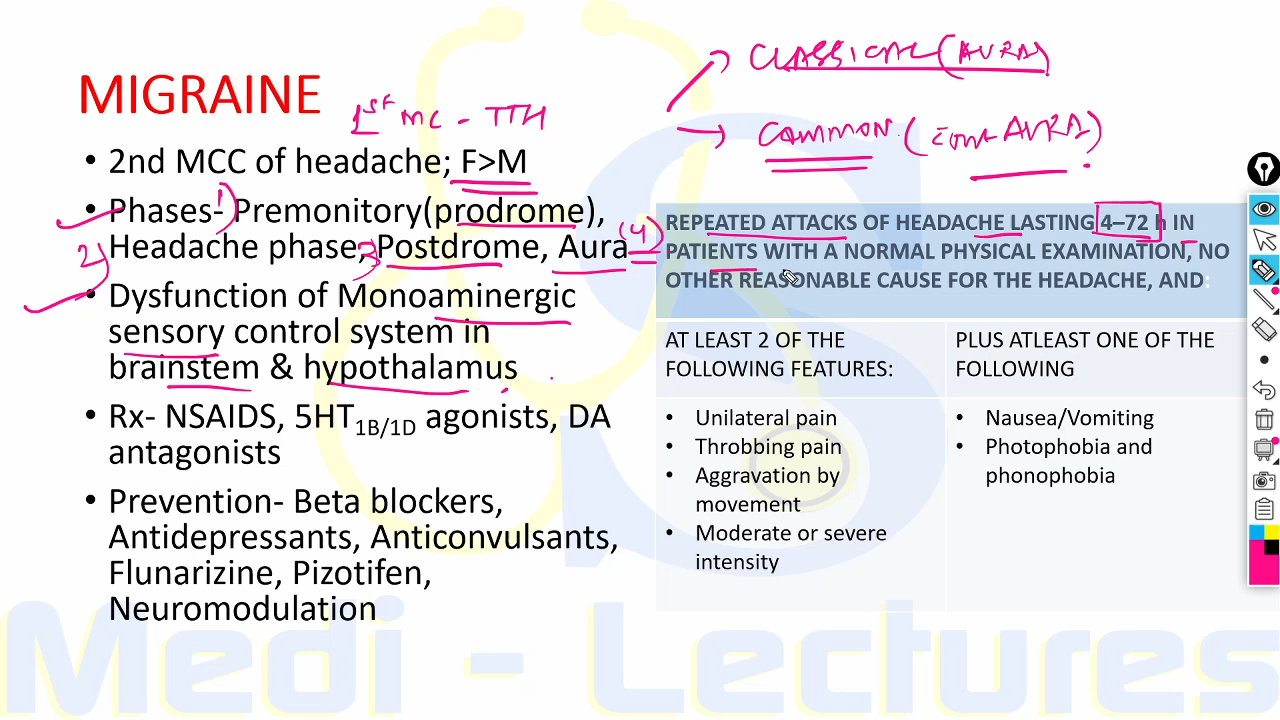 CLASSICAL (AURA)
MIGRAINE
1st MC - TTH
COMMON (AURA)
• 2nd MCC of headache; F>M
• Phases- 1) Premonitory(prodrome),
2) Headache phase, 3) Postdrome, Aura (4)
• Dysfunction of Monoaminergic
sensory control system in
brainstem & hypothalamus
• Rx- NSAIDS, 5HT1B/1D agonists, DA
antagonists
• Prevention- Beta blockers,
Antidepressants, Anticonvulsants,
Flunarizine, Pizotifen,
Neuromodulation
REPEATED ATTACKS OF HEADACHE LASTING 4–72 h IN
PATIENTS WITH A NORMAL PHYSICAL EXAMINATION, NO
OTHER REASONABLE CAUSE FOR THE HEADACHE, AND:
AT LEAST 2 OF THE
FOLLOWING FEATURES:
PLUS ATLEAST ONE OF THE
FOLLOWING
• Unilateral pain
• Throbbing pain
• Aggravation by
movement
• Moderate or severe
intensity
• Nausea/Vomiting
• Photophobia and
phonophobia
Medi - Lectures